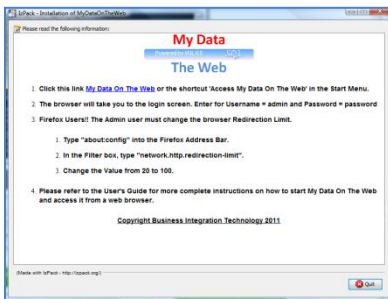 IzPack - Installation of MyDataOnTheWeb
Please read the following information:
My Data
The Web
1. Click this link My Data On The Web or the shortcut 'Access My Data On The Web' in the Start Menu.
2. The browser will take you to the login screen. Enter for Username = admin and Password = password
3. Firefox Users!! The Admin user must change the browser Redirection Limit.
1. Type "about:config" into the Firefox Address Bar.
2. In the Filter box, type "network.http.redirection-limit".
3. Change the Value from 20 to 100.
4. Please refer to the User's Guide for more complete instructions on how to start My Data On The Web
and access it from a web browser.
Copyright Business Integration Technology 2011
(Made with IzPack - http://izpack.org/)
Quit